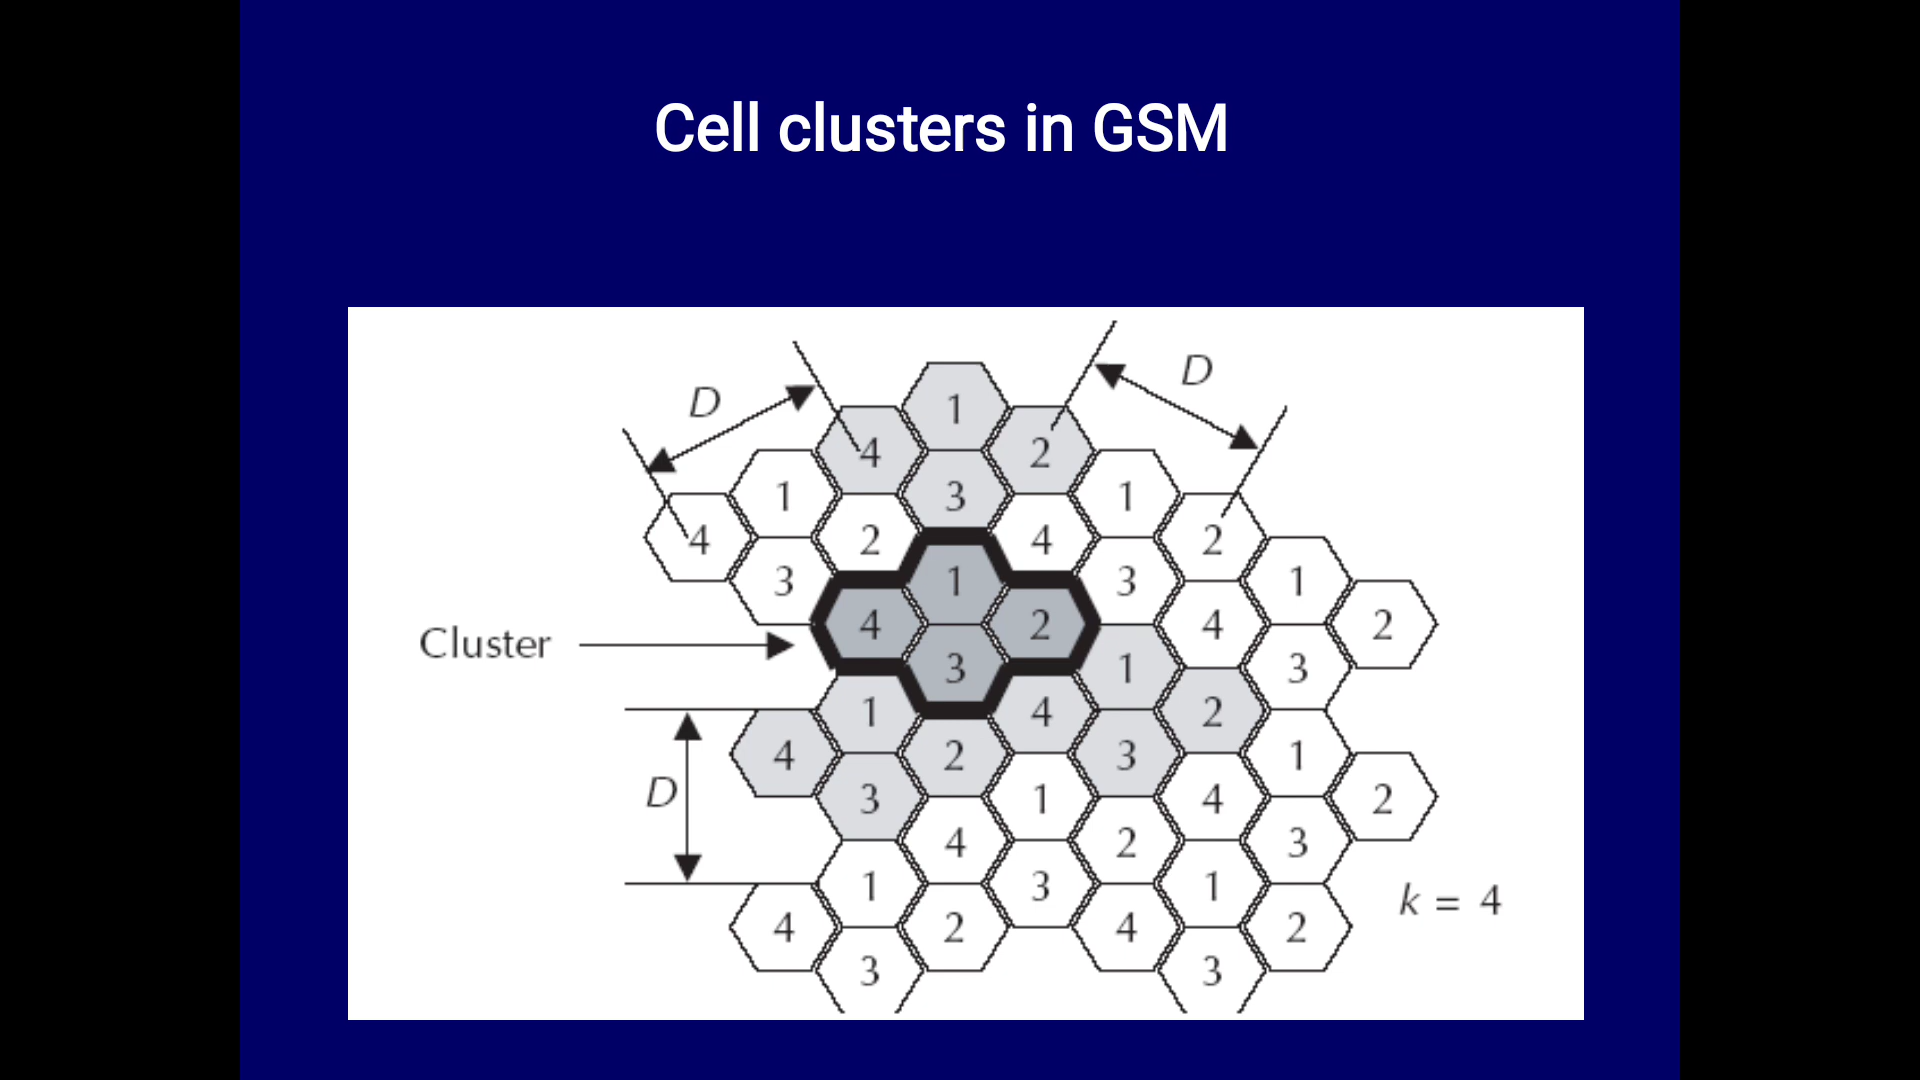 Cell clusters in GSM
D
D
1
4 2
1 3 1
4 2 4 2
3 1 3 1
Cluster
4 2 4 2
3 1 3
1 4 2
4 2 3 1
D
3 1 4 2
4 2 3
1 3 1
k = 4
4 2 4 2
3 3